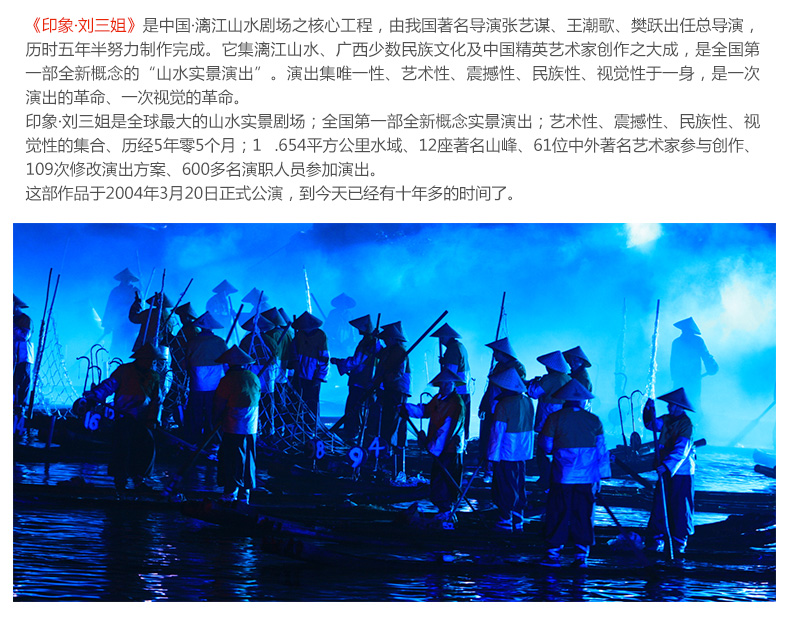 《印象·刘三姐》是中国·漓江山水剧场之核心工程，由我国著名导演张艺谋、王潮歌、樊跃出任总导演，
历时五年半努力制作完成。它集漓江山水、广西少数民族文化及中国精英艺术家创作之大成，是全国第
一部全新概念的“山水实景演出”。演出集唯一性、艺术性、震撼性、民族性、视觉性于一身，是一次
演出的革命、一次视觉的革命。
印象·刘三姐是全球最大的山水实景剧场；全国第一部全新概念实景演出；艺术性、震撼性、民族性、视
觉性的集合、历经5年零5个月；1 .654平方公里水域、12座著名山峰、61位中外著名艺术家参与创作、
109次修改演出方案、600多名演职人员参加演出。
这部作品于2004年3月20日正式公演，到今天已经有十年多的时间了。
16
8
9
4